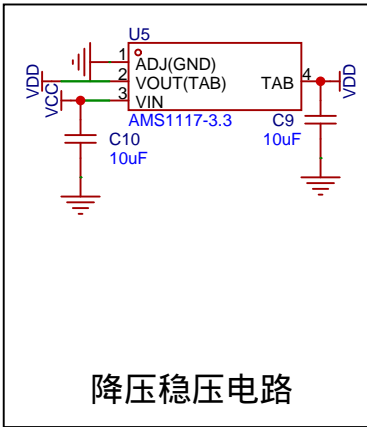 U5
1 ADJ(GND)
VDD 2 VOUT(TAB) TAB 4 VDD
VCC 3 VIN
AMS1117-3.3 C9
C10 10uF
10uF
降压稳压电路